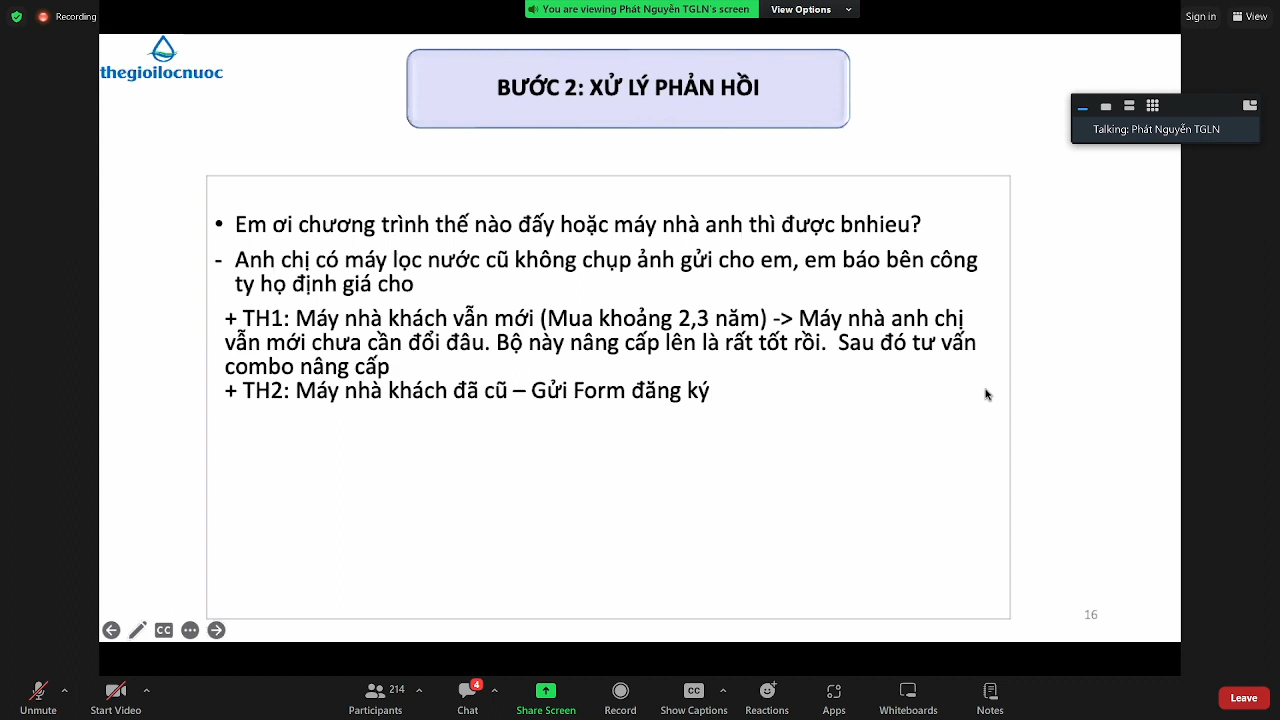 Recording
You are viewing Phát Nguyễn TGLN's screen
View Options
Sign in
View
thegioilocnuoc
BƯỚC 2: XỬ LÝ PHẢN HỒI
Talking: Phát Nguyễn TGLN
• Em ơi chương trình thế nào đấy hoặc máy nhà anh thì được bnhieu?
- Anh chị có máy lọc nước cũ không chụp ảnh gửi cho em, em báo bên công
ty họ định giá cho
+ TH1: Máy nhà khách vẫn mới (Mua khoảng 2,3 năm) -> Máy nhà anh chị
vẫn mới chưa cần đổi đâu. Bộ này nâng cấp lên là rất tốt rồi. Sau đó tư vấn
combo nâng cấp
+ TH2: Máy nhà khách đã cũ – Gửi Form đăng ký
16
CC
4
214
CC
Unmute
Start Video
Participants
Chat
Share Screen
Record
Show Captions
Reactions
Apps
Whiteboards
Notes
Leave